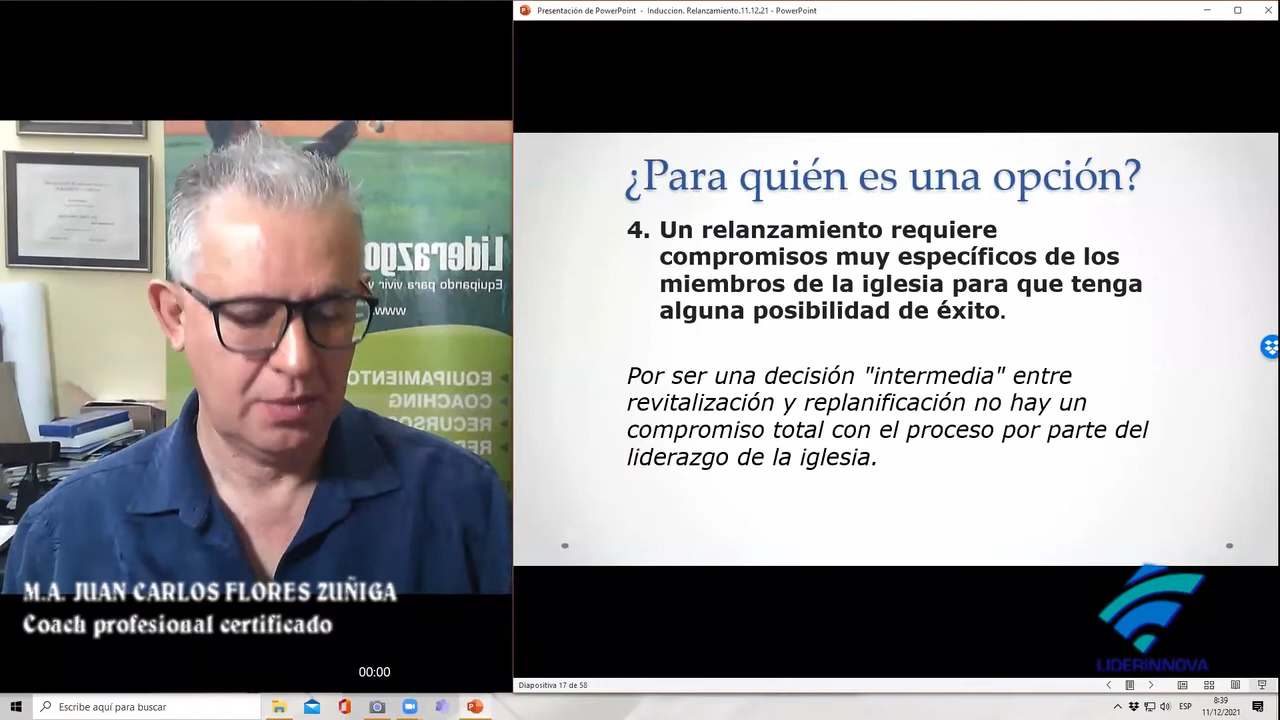 Presentación de PowerPoint - Induccion. Relanzamiento.11.12.21 - PowerPoint
¿Para quién es una opción?
4. Un relanzamiento requiere
compromisos muy específicos de los
miembros de la iglesia para que tenga
alguna posibilidad de éxito.
Por ser una decisión "intermedia" entre
revitalización y replanificación no hay un
compromiso total con el proceso por parte del
liderazgo de la iglesia.
Liderazgo
Equipando para vivir
www.
EQUIPAMIENTO
COACHING
RECURSOS
M.A. JUAN CARLOS FLORES ZUÑIGA
Coach profesional certificado
00:00
LIDERINNOVA
Diapositiva 17 de 58
Escribe aquí para buscar
ESP
8:39
11/12/2021